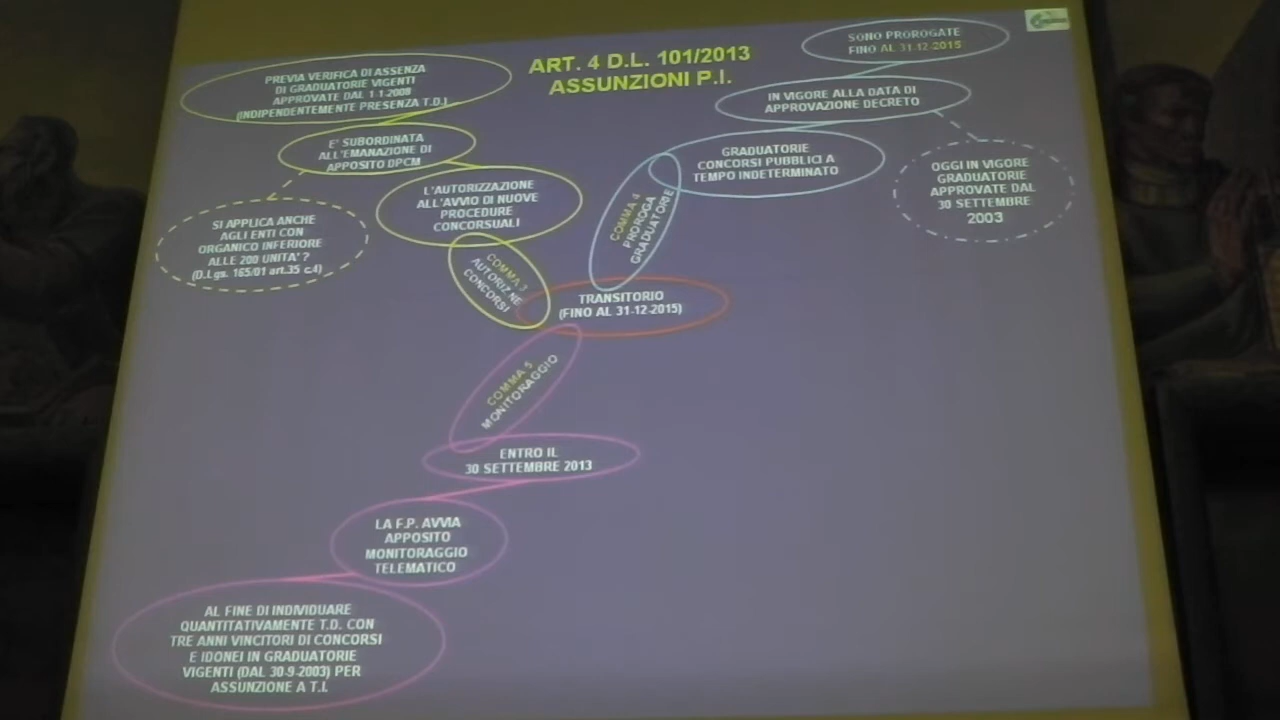 ART. 4 D.L. 101/2013
ASSUNZIONI P.I.
PREVIA VERIFICA DI ASSENZA
DI GRADUATORIE VIGENTI
APPROVATE DAL 1-1-2008
(INDIPENDENTEMENTE PRESENZA T.D.)
E' SUBORDINATA
ALL'EMANAZIONE DI
APPOSITO DPCM
L'AUTORIZZAZIONE
ALL'AVVIO DI NUOVE
PROCEDURE
CONCORSUALI
SI APPLICA ANCHE
AGLI ENTI CON
ORGANICO INFERIORE
ALLE 200 UNITA' ?
(D.Lgs. 165/01 art.35 c.4)
COMMA 3
AUTORIZ.NE
CONCORSI
SONO PROROGATE
FINO AL 31-12-2015
IN VIGORE ALLA DATA DI
APPROVAZIONE DECRETO
GRADUATORIE
CONCORSI PUBBLICI A
TEMPO INDETERMINATO
OGGI IN VIGORE
GRADUATORIE
APPROVATE DAL
30 SETTEMBRE
2003
COMMA 4
PROROGA
GRADUATORIE
TRANSITORIO
(FINO AL 31-12-2015)
COMMA 5
MONITORAGGIO
ENTRO IL
30 SETTEMBRE 2013
LA F.P. AVVIA
APPOSITO
MONITORAGGIO
TELEMATICO
AL FINE DI INDIVIDUARE
QUANTITATIVAMENTE T.D. CON
TRE ANNI VINCITORI DI CONCORSI
E IDONEI IN GRADUATORIE
VIGENTI (DAL 30-9-2003) PER
ASSUNZIONE A T.I.